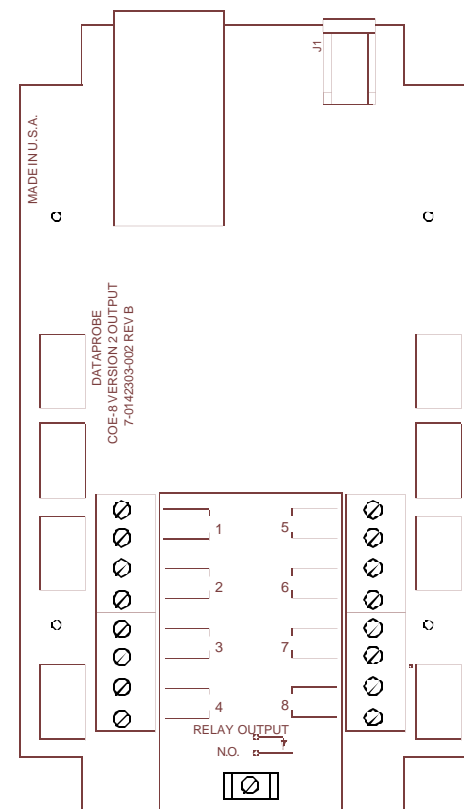 J1
MADE IN U.S.A.
DATAPROBE
COE-8 VERSION 2 OUTPUT
7-0142303-002 REV B
1
5
2
6
3
7
4
8
RELAY OUTPUT
N.O.